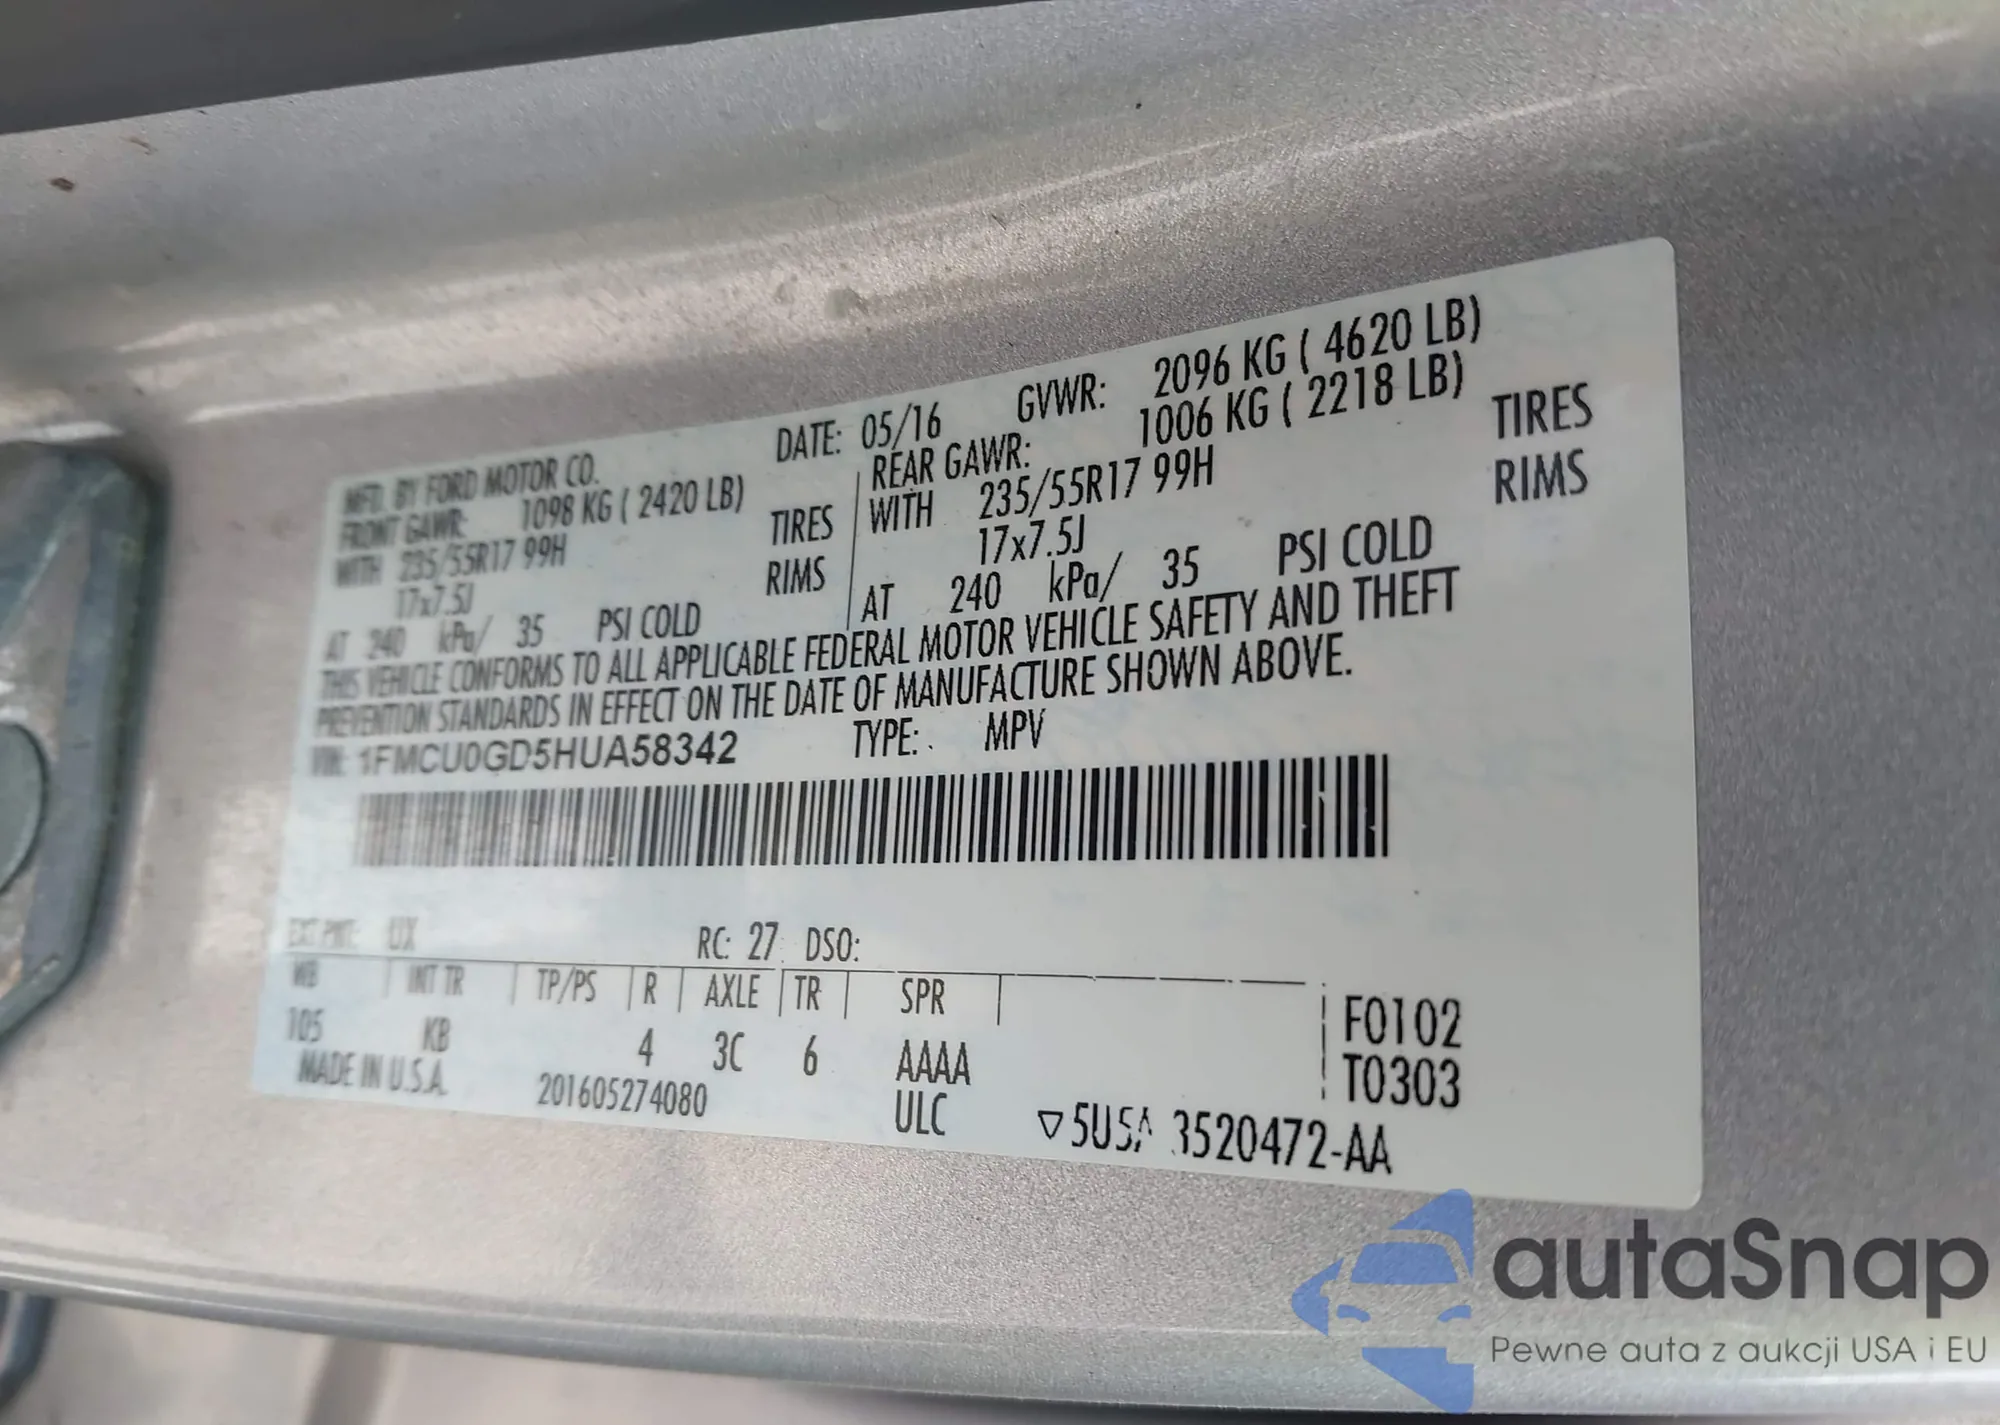 MFD. BY FORD MOTOR CO. DATE: 05/16 GVWR: 2096 KG ( 4620 LB)
FRONT GAWR: 1098 KG ( 2420 LB) REAR GAWR: 1006 KG ( 2218 LB)
WITH 235/55R17 99H TIRES WITH 235/55R17 99H TIRES
17x7.5J RIMS 17x7.5J RIMS
AT 240 kPa/ 35 PSI COLD AT 240 kPa/ 35 PSI COLD
THIS VEHICLE CONFORMS TO ALL APPLICABLE FEDERAL MOTOR VEHICLE SAFETY AND THEFT
PREVENTION STANDARDS IN EFFECT ON THE DATE OF MANUFACTURE SHOWN ABOVE.
VIN: 1FMCU0GD5HUA58342 TYPE: MPV
EXT PNT: UX RC: 27 DSO:
WB INT TR TP/PS R AXLE TR SPR
105 KB 4 3C 6 AAAA
F0102
T0303
MADE IN U.S.A. 201605274080 ULC ▽5U5A 3520472-AA
autaSnap
Pewne auta z aukcji USA i EU